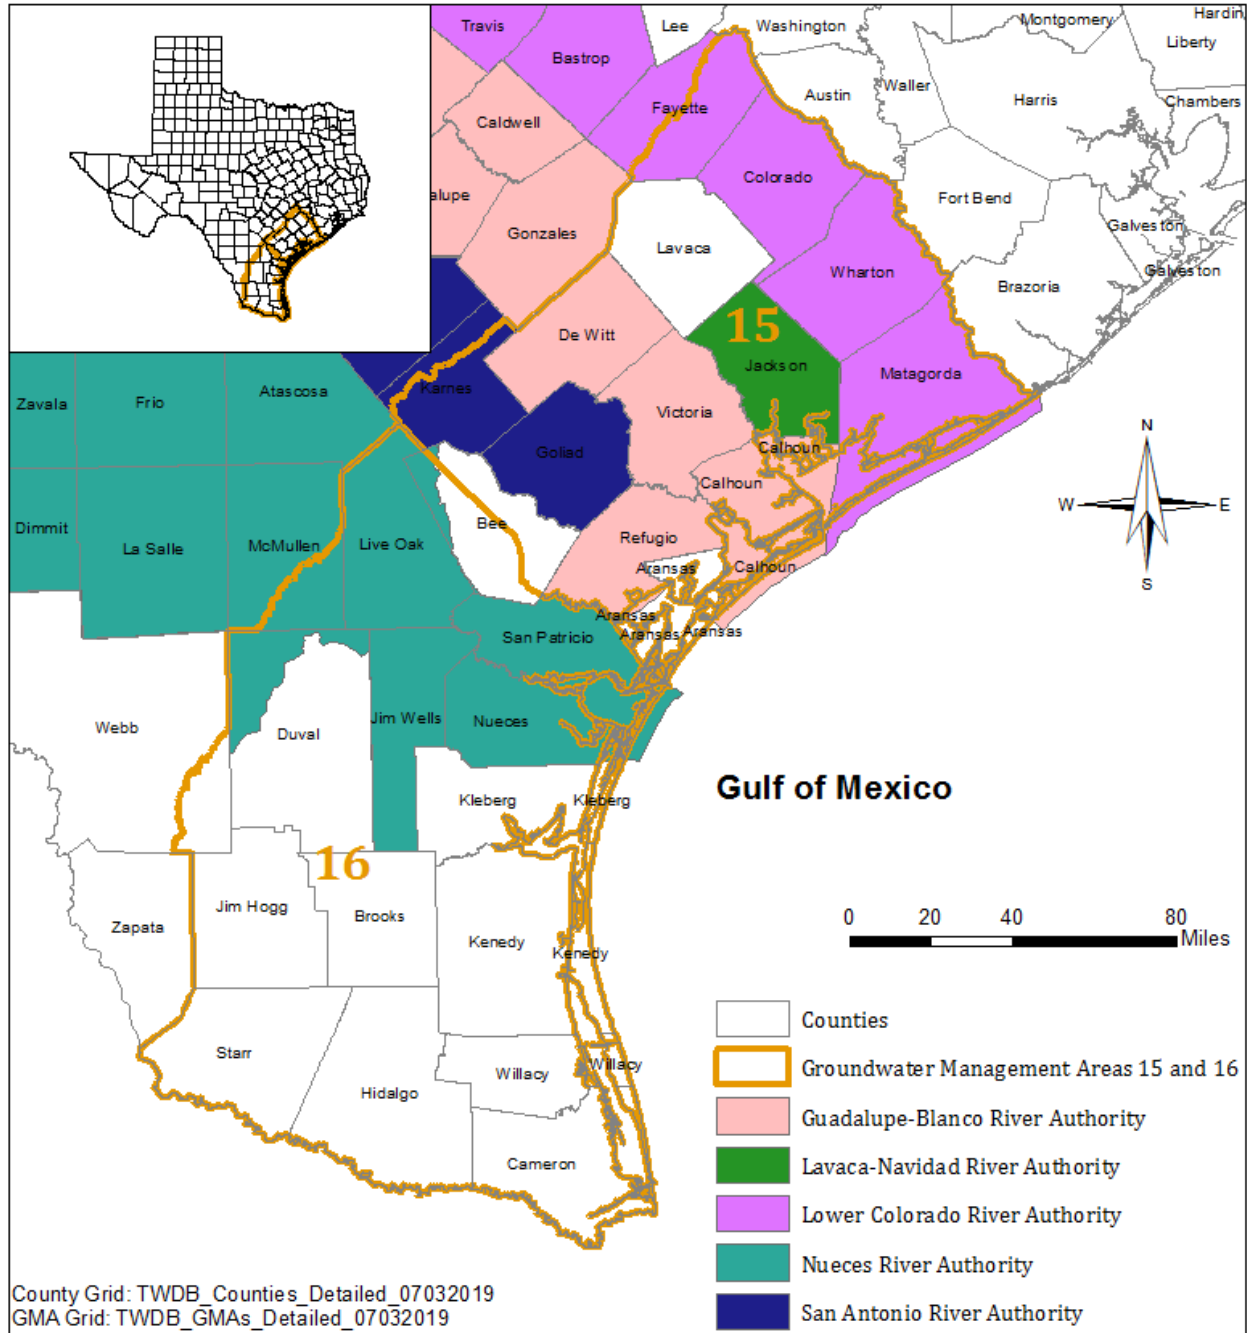 Travis
Lee
Washington
Montgomery
Hardin
Bastrop
Liberty
Caldwell
Fayette
Austin
Waller
Harris
Chambers
alupe
Gonzales
Colorado
Fort Bend
Lavaca
Galveston
Wharton
Galveston
Brazoria
De Witt
15
Jackson
Matagorda
Zavala
Frio
Atascosa
Karnes
Victoria
Goliad
Calhoun
N
Calhoun
W
E
Dimmit
La Salle
McMullen
Live Oak
Bee
Refugio
Aransas
Calhoun
S
Aransas
San Patricio
Aransas
Aransas
Webb
Duval
Jim Wells
Nueces
Gulf of Mexico
Kleberg
Kleberg
16
Jim Hogg
Brooks
Zapata
Kenedy
Kenedy
0 20 40 80
Miles
Starr
Willacy
Willacy
Hidalgo
Cameron
Counties
Groundwater Management Areas 15 and 16
Guadalupe-Blanco River Authority
Lavaca-Navidad River Authority
Lower Colorado River Authority
Nueces River Authority
San Antonio River Authority
County Grid: TWDB_Counties_Detailed_07032019
GMA Grid: TWDB_GMAs_Detailed_07032019